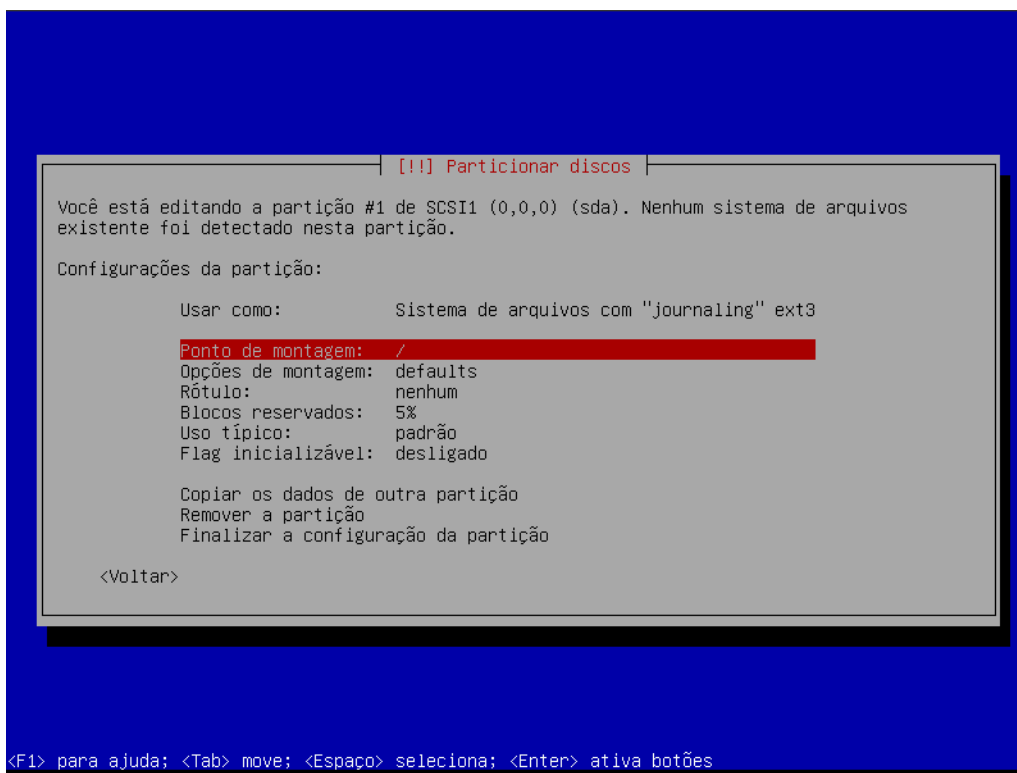 [!!] Particionar discos
Você está editando a partição #1 de SCSI1 (0,0,0) (sda). Nenhum sistema de arquivos
existente foi detectado nesta partição.
Configurações da partição:
Usar como: Sistema de arquivos com "journaling" ext3
Ponto de montagem: /
Opções de montagem: defaults
Rótulo: nenhum
Blocos reservados: 5%
Uso típico: padrão
Flag inicializável: desligado
Copiar os dados de outra partição
Remover a partição
Finalizar a configuração da partição
<Voltar>
<F1> para ajuda; <Tab> move; <Espaço> seleciona; <Enter> ativa botões